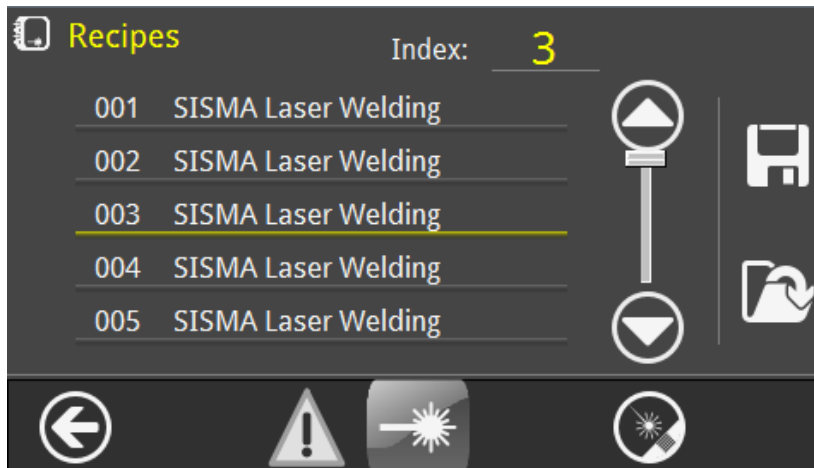 Recipes
Index: 3
001 SISMA Laser Welding
002 SISMA Laser Welding
003 SISMA Laser Welding
004 SISMA Laser Welding
005 SISMA Laser Welding